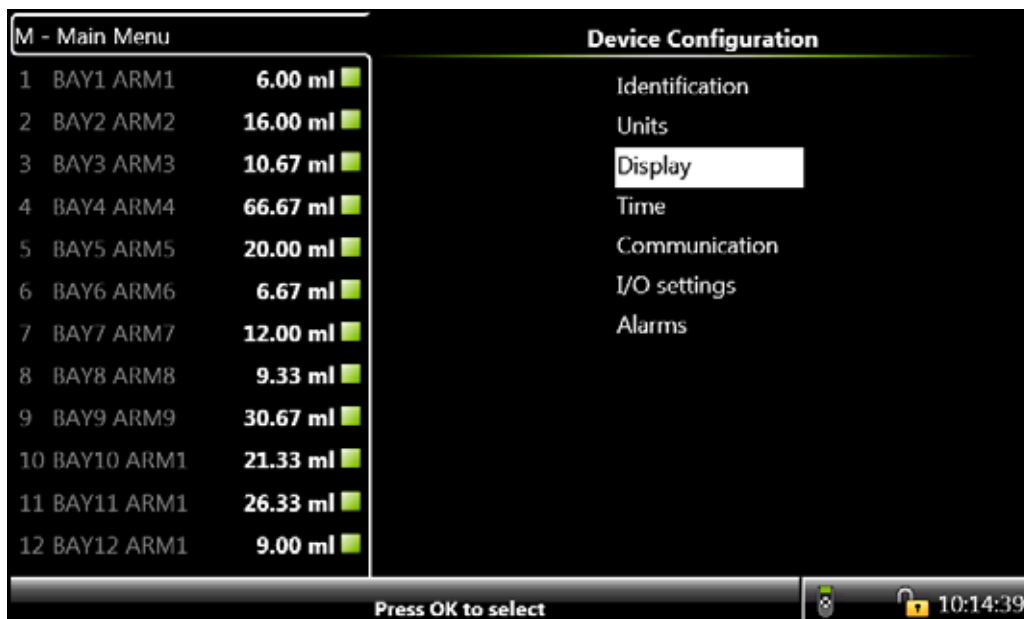 M - Main Menu
1 BAY1 ARM1 6.00 ml
2 BAY2 ARM2 16.00 ml
3 BAY3 ARM3 10.67 ml
4 BAY4 ARM4 66.67 ml
5 BAY5 ARM5 20.00 ml
6 BAY6 ARM6 6.67 ml
7 BAY7 ARM7 12.00 ml
8 BAY8 ARM8 9.33 ml
9 BAY9 ARM9 30.67 ml
10 BAY10 ARM1 21.33 ml
11 BAY11 ARM1 26.33 ml
12 BAY12 ARM1 9.00 ml
Device Configuration
Identification
Units
Display
Time
Communication
I/O settings
Alarms
Press OK to select
10:14:39